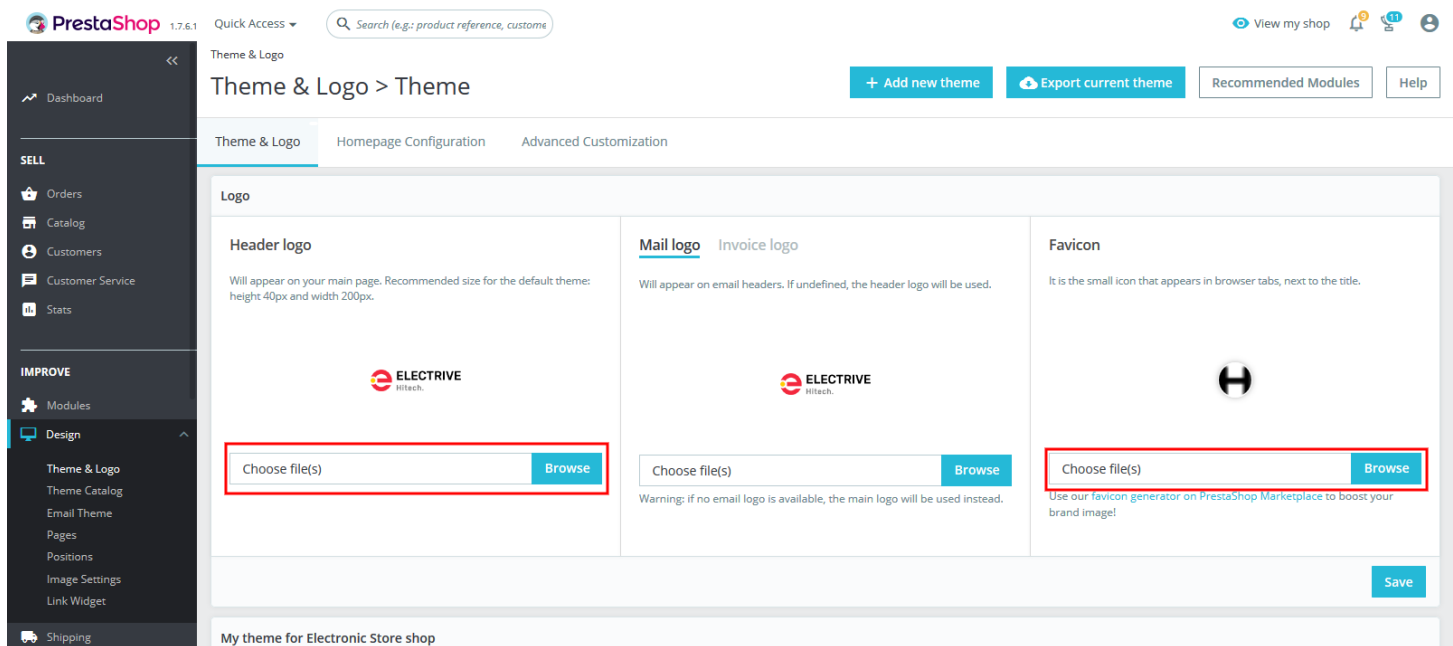 PrestaShop 1.7.6.1 Quick Access Search (e.g.: product reference, custome View my shop 9 11
Dashboard
SELL
Orders
Catalog
Customers
Customer Service
Stats
IMPROVE
Modules
Design
Theme & Logo
Theme Catalog
Email Theme
Pages
Positions
Image Settings
Link Widget
Shipping
Theme & Logo
Theme & Logo > Theme
+ Add new theme Export current theme Recommended Modules Help
Theme & Logo Homepage Configuration Advanced Customization
Logo
Header logo
Will appear on your main page. Recommended size for the default theme:
height 40px and width 200px.
ELECTRIVE
Hitech.
Choose file(s) Browse
Mail logo Invoice logo
Will appear on email headers. If undefined, the header logo will be used.
ELECTRIVE
Hitech.
Choose file(s) Browse
Warning: if no email logo is available, the main logo will be used instead.
Favicon
It is the small icon that appears in browser tabs, next to the title.
Choose file(s) Browse
Use our favicon generator on PrestaShop Marketplace to boost your
brand image!
Save
My theme for Electronic Store shop